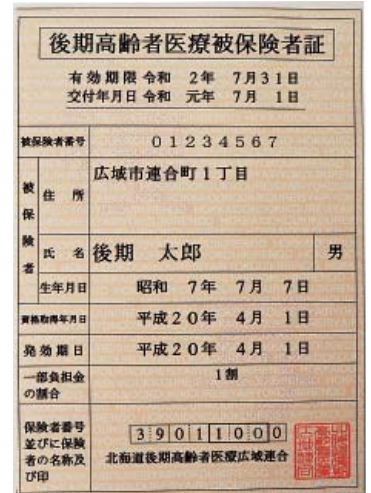 後期高齢者医療被保険者証
有効期限 令和 2年 7月31日
交付年月日 令和 元年 7月 1日
被保険者番号 01234567
被保険者
住所 広城市連合町1丁目
氏名 後期 太郎 男
生年月日 昭和 7年 7月 7日
資格取得年月日 平成20年 4月 1日
発効期日 平成20年 4月 1日
一部負担金の割合 1割
保険者番号並びに保険者の名称及び印
39011000
北海道後期高齢者医療広域連合